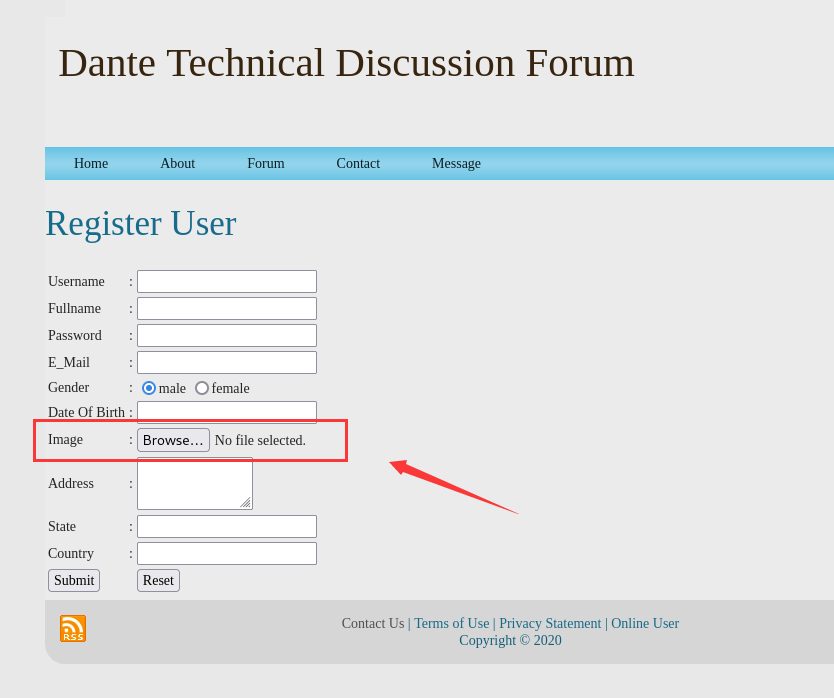 Dante Technical Discussion Forum
Home About Forum Contact Message
Register User
Username :
Fullname :
Password :
E_Mail :
Gender : male female
Date Of Birth :
Image : Browse... No file selected.
Address :
State :
Country :
Submit Reset
RSS
Contact Us | Terms of Use | Privacy Statement | Online User
Copyright © 2020